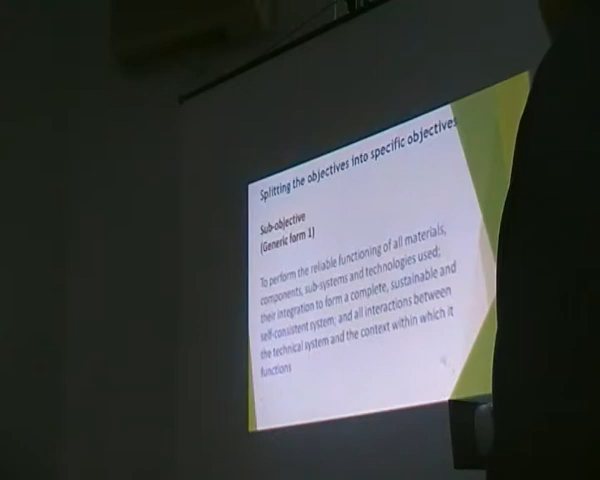 Splitting the objectives into specific objectives
Sub-objective
(Generic form 1)
To perform the reliable functioning of all materials,
components, sub-systems and technologies used;
their integration to form a complete, sustainable and
self-consistent system; and all interactions between
the technical system and the context within which it
functions